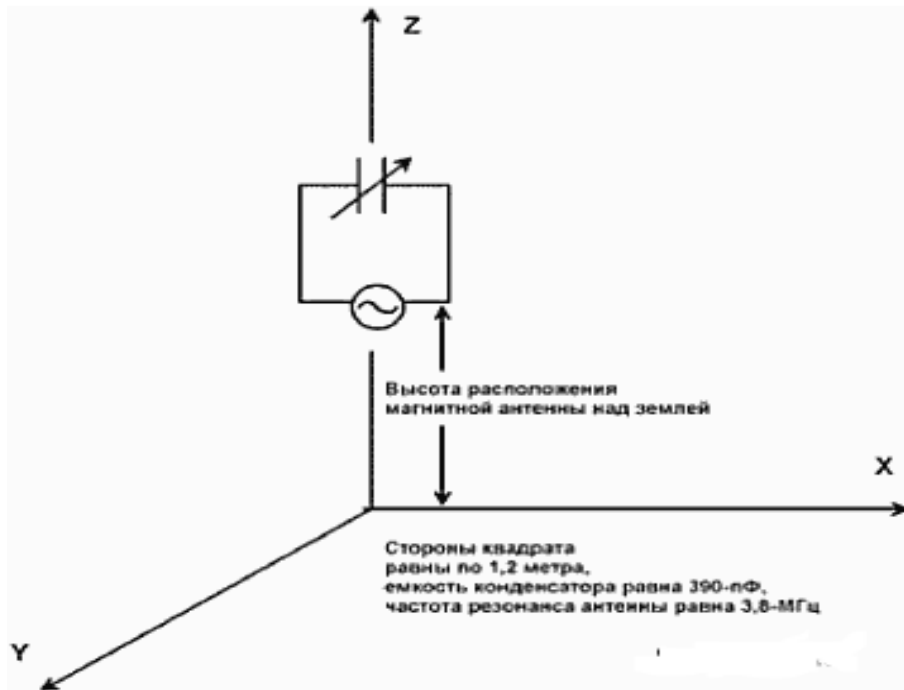 Z
Высота расположения
магнитной антенны над землей
X
Стороны квадрата
равны по 1,2 метра,
емкость конденсатора равна 390-пФ,
частота резонанса антенны равна 3,8-МГц
Y